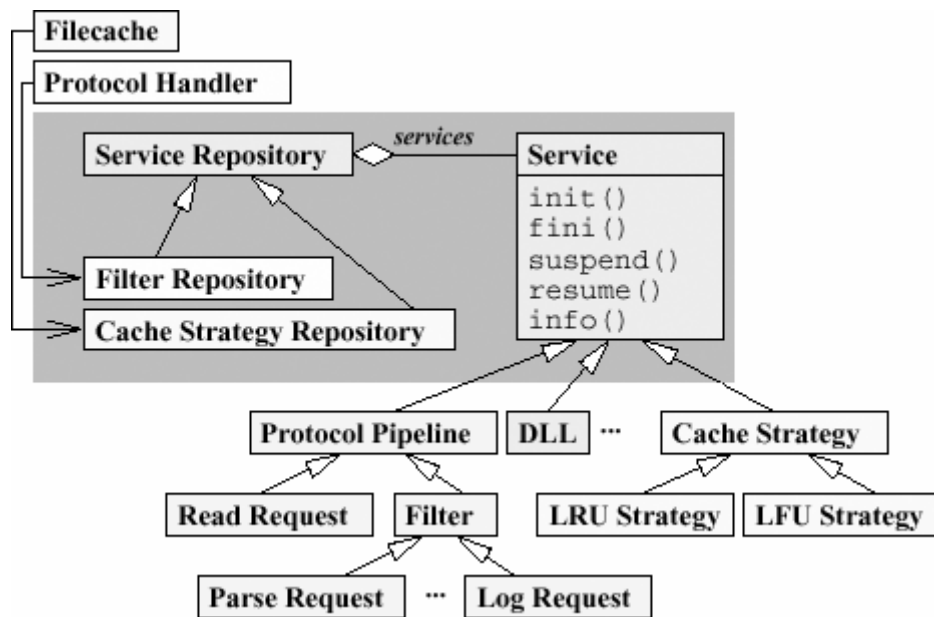 Filecache
Protocol Handler
Service Repository
services
Service
init()
fini()
suspend()
resume()
info()
Filter Repository
Cache Strategy Repository
Protocol Pipeline
DLL
...
Cache Strategy
Read Request
Filter
LRU Strategy
LFU Strategy
Parse Request
...
Log Request